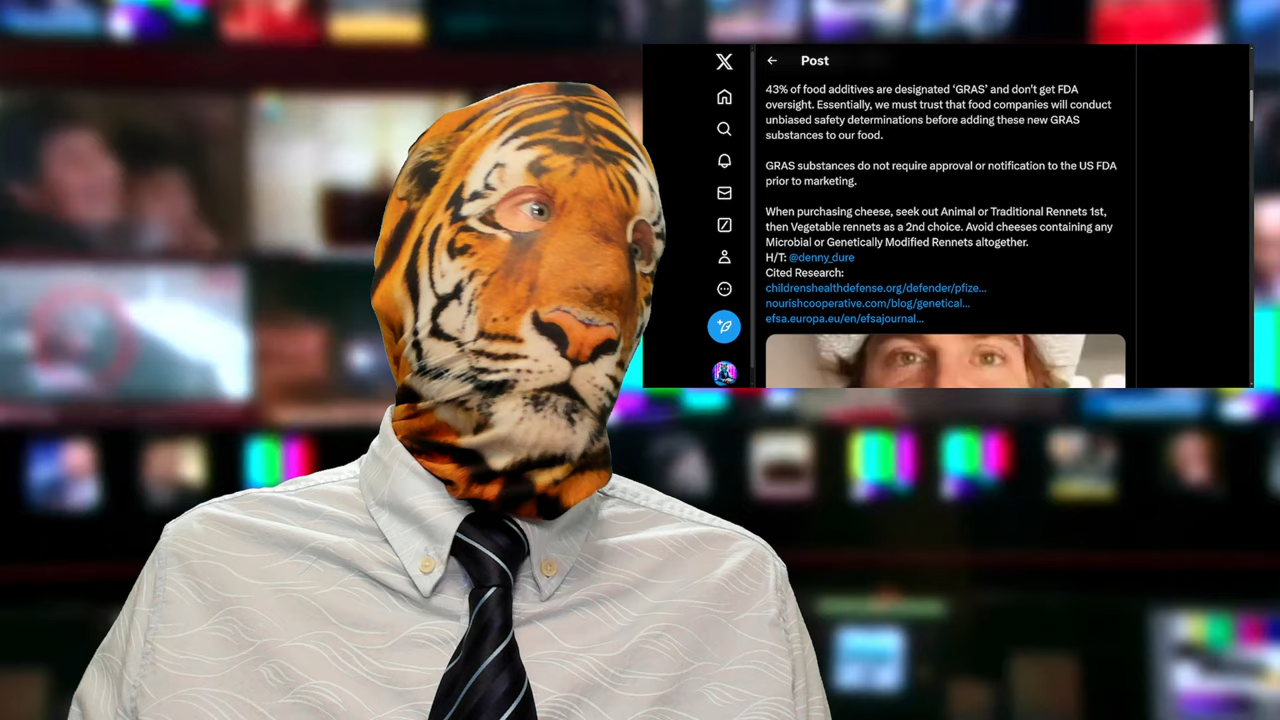 Post
43% of food additives are designated ‘GRAS’ and don't get FDA
oversight. Essentially, we must trust that food companies will conduct
unbiased safety determinations before adding these new GRAS
substances to our food.
GRAS substances do not require approval or notification to the US FDA
prior to marketing.
When purchasing cheese, seek out Animal or Traditional Rennets 1st,
then Vegetable rennets as a 2nd choice. Avoid cheeses containing any
Microbial or Genetically Modified Rennets altogether.
H/T: @denny_dure
Cited Research:
childrenshealthdefense.org/defender/pfize…
nourishcooperative.com/blog/genetical…
efsa.europa.eu/en/efsajournal…